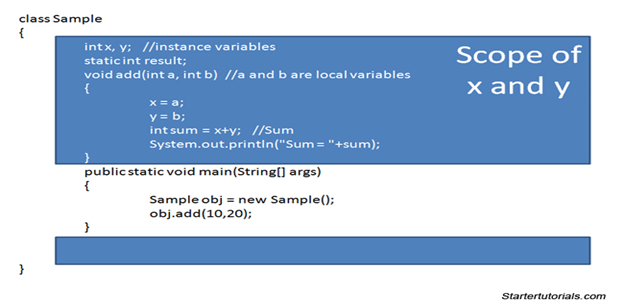 class Sample
{
int x, y;   //instance variables
static int result;
void add(int a, int b)  //a and b are local variables
{
x = a;
y = b;
int sum = x+y;   //Sum
System.out.println("Sum = "+sum);
}
Scope of
x and y
public static void main(String[] args)
{
Sample obj = new Sample();
obj.add(10,20);
}
}
Startertutorials.com